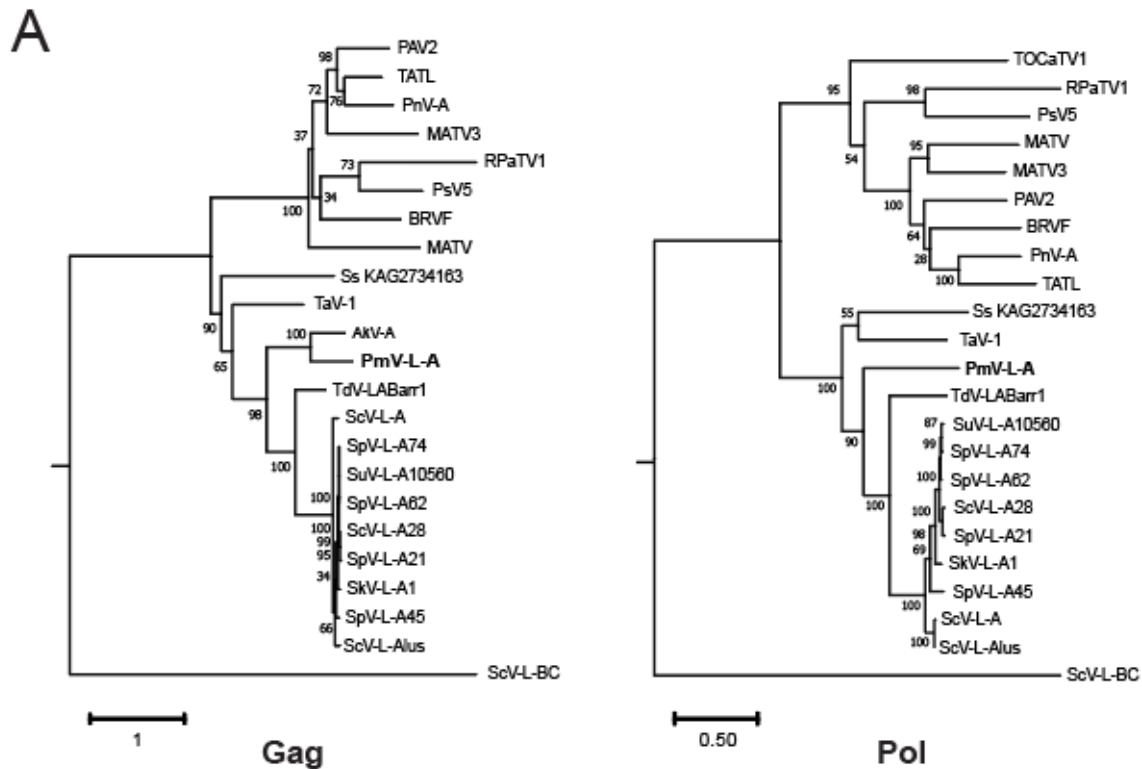 A
98
PAV2
TATL
72
76
PnV-A
37
MATV3
73
RPaTV1
34
PsV5
100
BRVF
MATV
Ss KAG2734163
90
TaV-1
65
100
AkV-A
PmV-L-A
98
TdV-LABarr1
ScV-L-A
100
SpV-L-A74
SuV-L-A10560
100
SpV-L-A62
100
ScV-L-A28
99
95
SpV-L-A21
34
SkV-L-A1
SpV-L-A45
66
ScV-L-Alus
ScV-L-BC
1
Gag
TOCaTV1
95
98
RPaTV1
PsV5
54
95
MATV
MATV3
100
PAV2
64
BRVF
28
PnV-A
100
TATL
55
Ss KAG2734163
TaV-1
100
PmV-L-A
90
TdV-LABarr1
87
SuV-L-A10560
99
SpV-L-A74
100
SpV-L-A62
100
ScV-L-A28
100
98
SpV-L-A21
69
SkV-L-A1
SpV-L-A45
100
ScV-L-A
100
ScV-L-Alus
ScV-L-BC
0.50
Pol